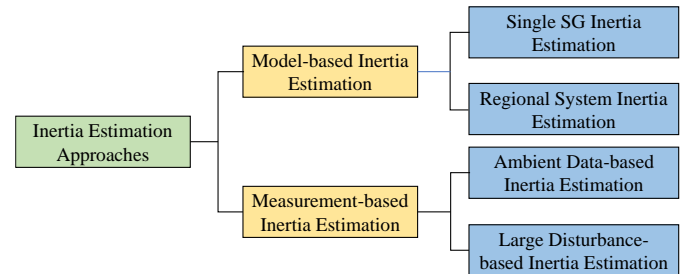 Inertia Estimation
Approaches
Model-based Inertia
Estimation
Single SG Inertia
Estimation
Regional System Inertia
Estimation
Measurement-based
Inertia Estimation
Ambient Data-based
Inertia Estimation
Large Disturbance-
based Inertia Estimation